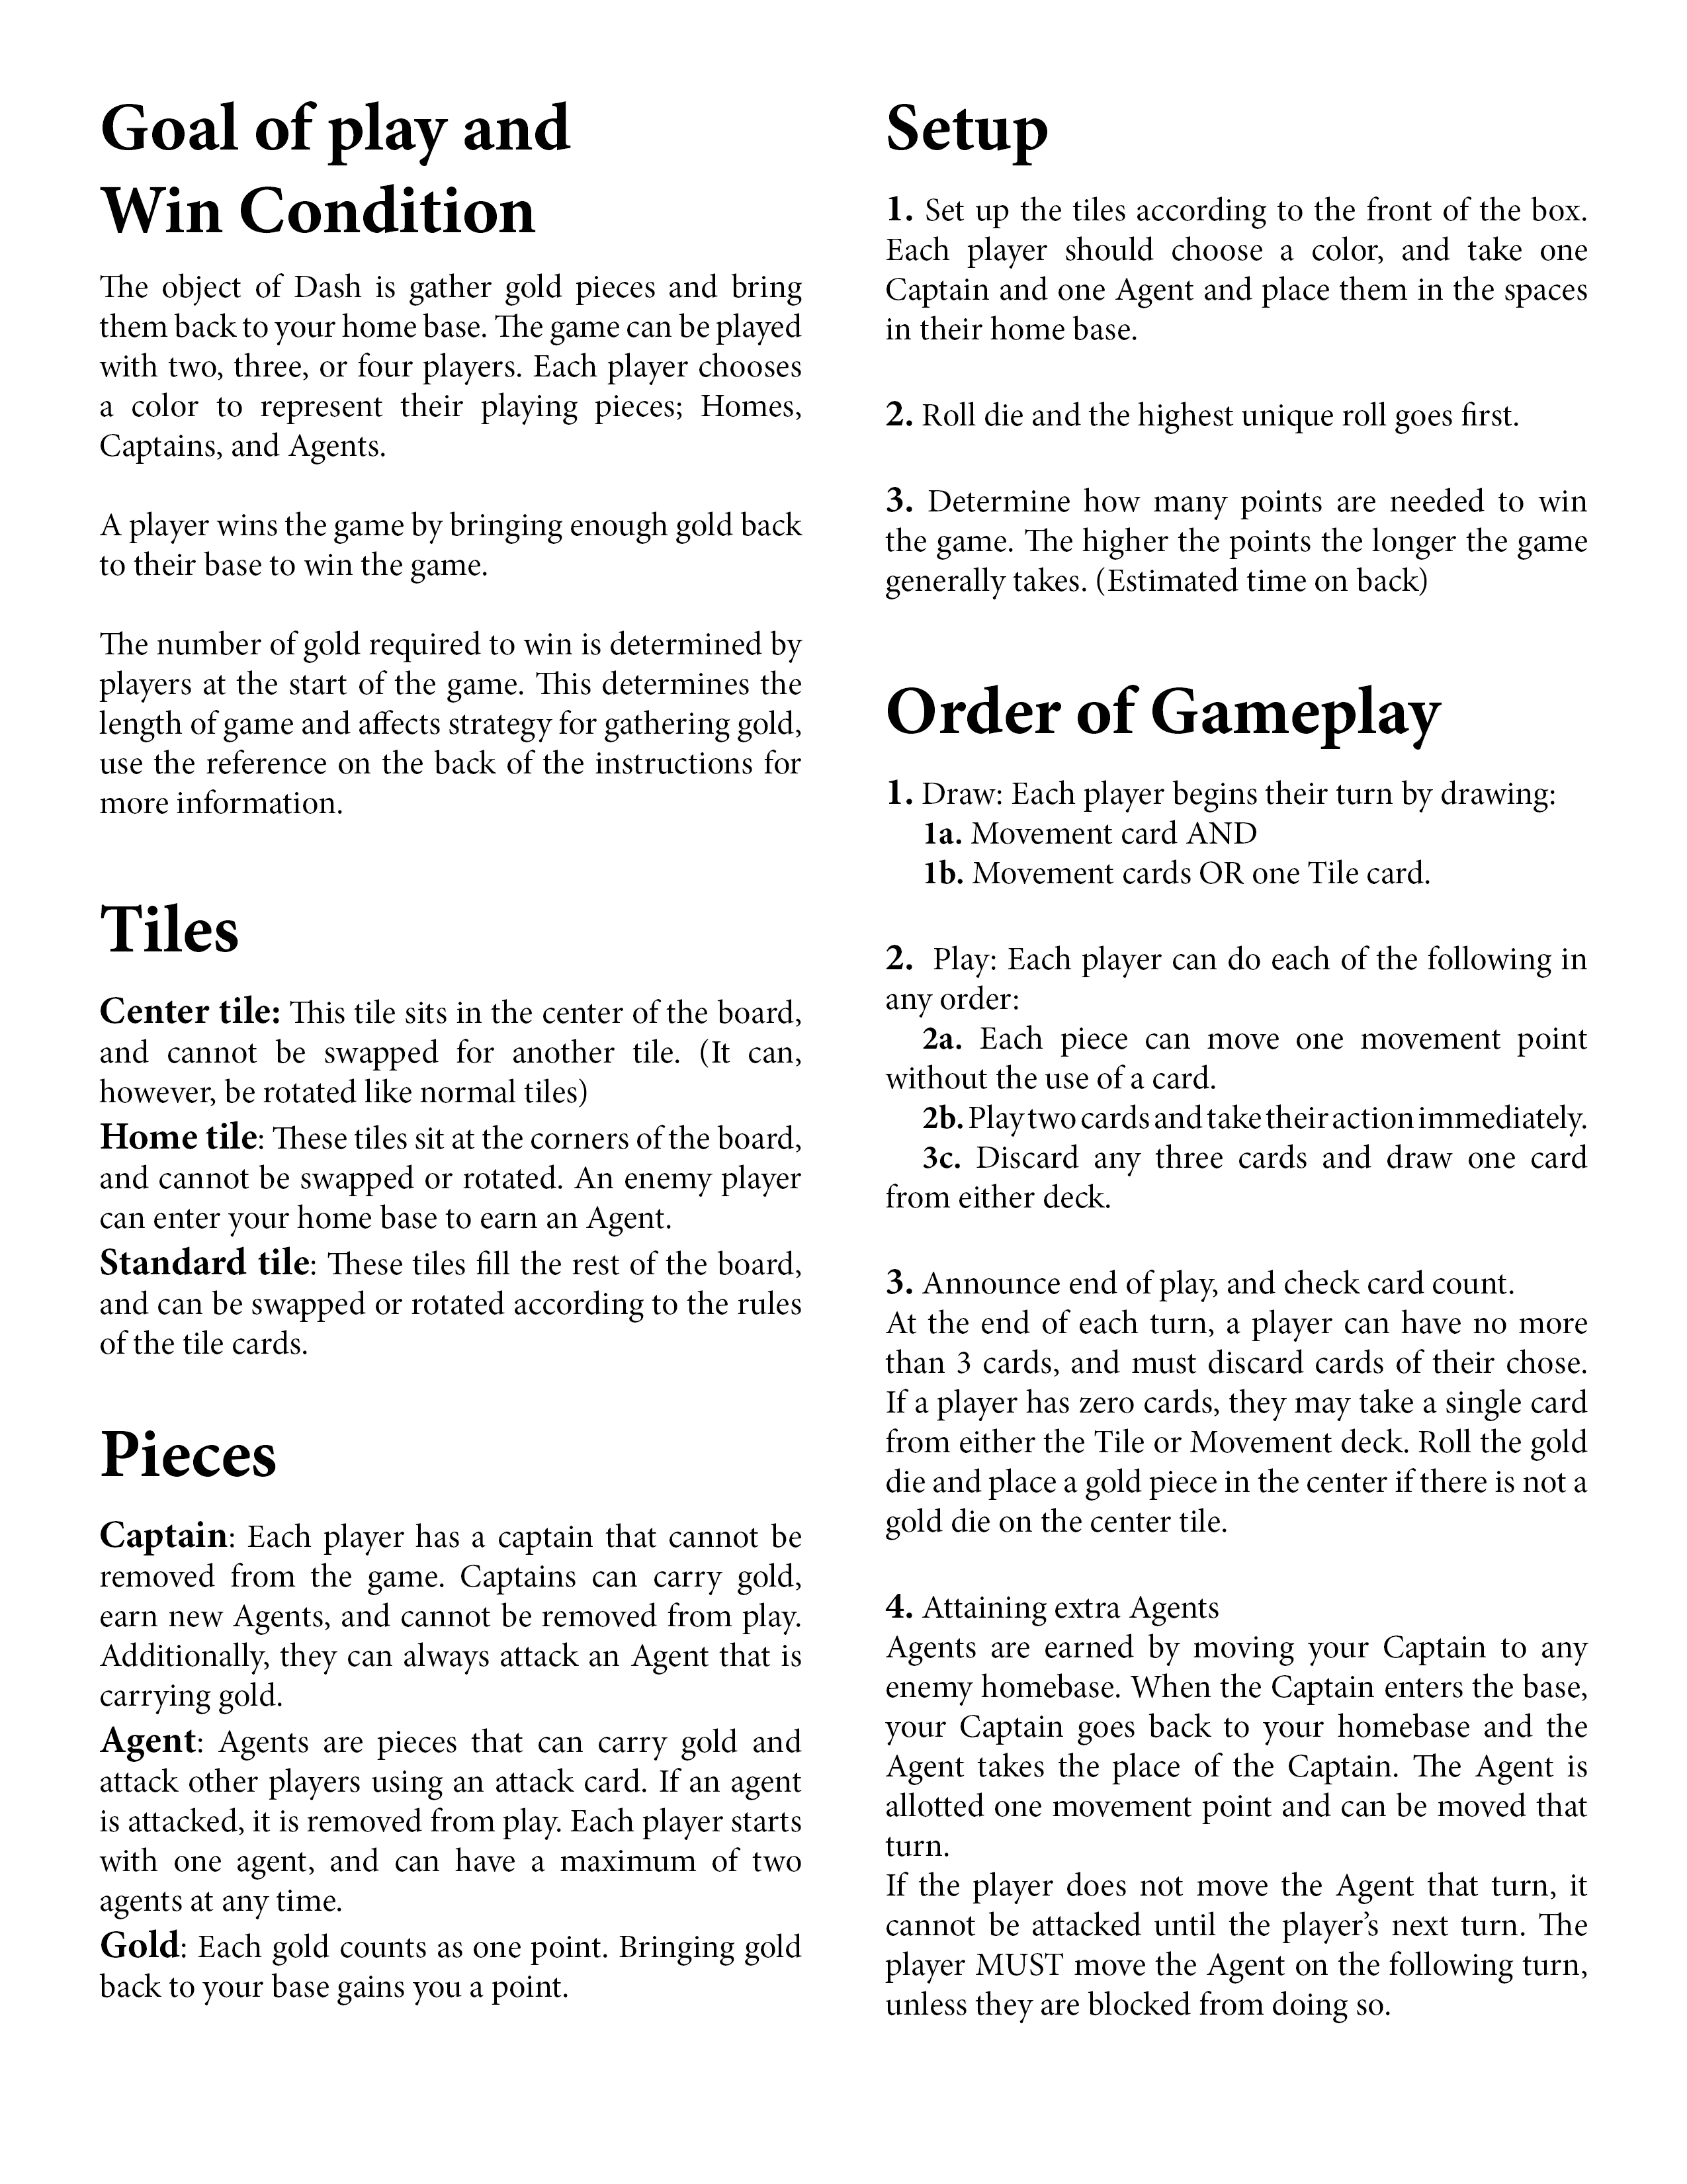 Goal of play and
Win Condition
The object of Dash is gather gold pieces and bring
them back to your home base. The game can be played
with two, three, or four players. Each player chooses
a color to represent their playing pieces; Homes,
Captains, and Agents.
A player wins the game by bringing enough gold back
to their base to win the game.
The number of gold required to win is determined by
players at the start of the game. This determines the
length of game and affects strategy for gathering gold,
use the reference on the back of the instructions for
more information.
Tiles
Center tile: This tile sits in the center of the board,
and cannot be swapped for another tile. (It can,
however, be rotated like normal tiles)
Home tile: These tiles sit at the corners of the board,
and cannot be swapped or rotated. An enemy player
can enter your home base to earn an Agent.
Standard tile: These tiles fill the rest of the board,
and can be swapped or rotated according to the rules
of the tile cards.
Pieces
Captain: Each player has a captain that cannot be
removed from the game. Captains can carry gold,
earn new Agents, and cannot be removed from play.
Additionally, they can always attack an Agent that is
carrying gold.
Agent: Agents are pieces that can carry gold and
attack other players using an attack card. If an agent
is attacked, it is removed from play. Each player starts
with one agent, and can have a maximum of two
agents at any time.
Gold: Each gold counts as one point. Bringing gold
back to your base gains you a point.
Setup
1. Set up the tiles according to the front of the box.
Each player should choose a color, and take one
Captain and one Agent and place them in the spaces
in their home base.
2. Roll die and the highest unique roll goes first.
3. Determine how many points are needed to win
the game. The higher the points the longer the game
generally takes. (Estimated time on back)
Order of Gameplay
1. Draw: Each player begins their turn by drawing:
1a. Movement card AND
1b. Movement cards OR one Tile card.
2. Play: Each player can do each of the following in
any order:
2a. Each piece can move one movement point
without the use of a card.
2b. Play two cards and take their action immediately.
3c. Discard any three cards and draw one card
from either deck.
3. Announce end of play, and check card count.
At the end of each turn, a player can have no more
than 3 cards, and must discard cards of their chose.
If a player has zero cards, they may take a single card
from either the Tile or Movement deck. Roll the gold
die and place a gold piece in the center if there is not a
gold die on the center tile.
4. Attaining extra Agents
Agents are earned by moving your Captain to any
enemy homebase. When the Captain enters the base,
your Captain goes back to your homebase and the
Agent takes the place of the Captain. The Agent is
allotted one movement point and can be moved that
turn.
If the player does not move the Agent that turn, it
cannot be attacked until the player’s next turn. The
player MUST move the Agent on the following turn,
unless they are blocked from doing so.